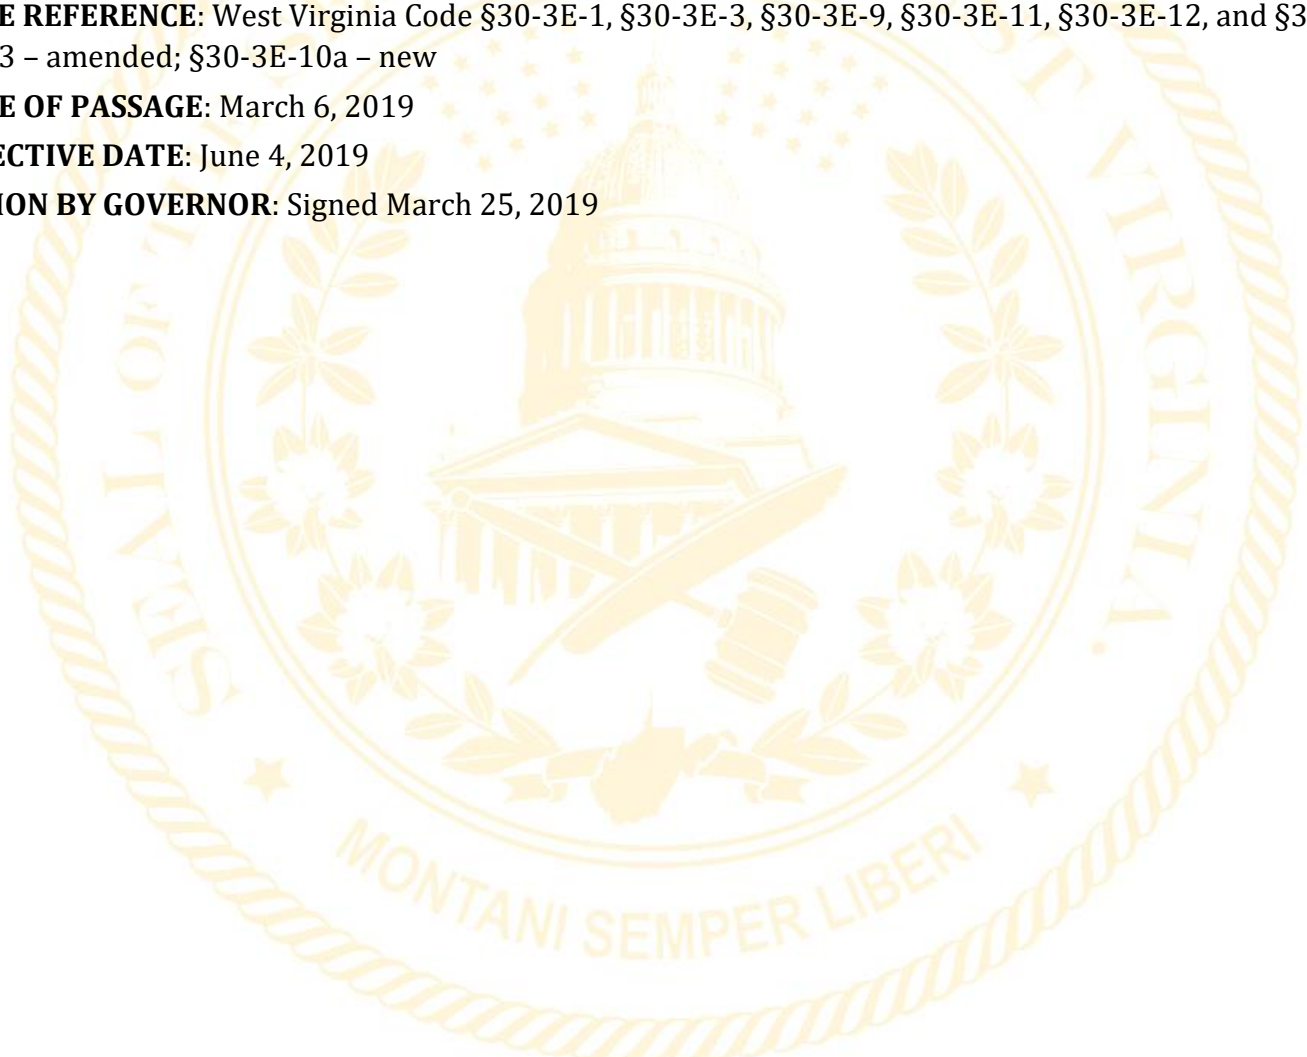 E REFERENCE: West Virginia Code §30-3E-1, §30-3E-3, §30-3E-9, §30-3E-11, §30-3E-12, and §3
3 – amended; §30-3E-10a – new
E OF PASSAGE: March 6, 2019
ECTIVE DATE: June 4, 2019
ION BY GOVERNOR: Signed March 25, 2019
MONTANI SEMPER LIBERI